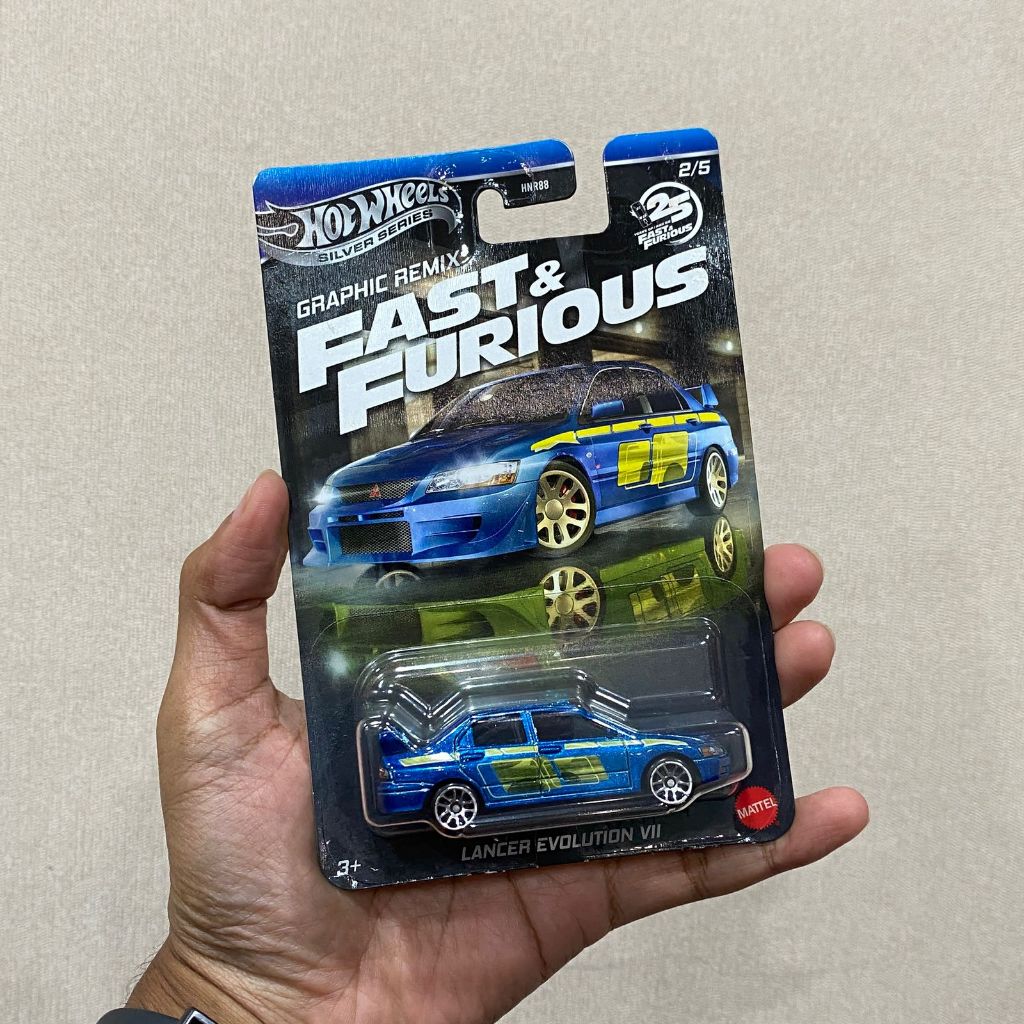 HNR88
2/5
HOT WHEELS
SILVER SERIES
25
FAST &
FURIOUS
GRAPHIC REMIX
FAST &
FURIOUS
MATTEL
LANCER EVOLUTION VII
3+